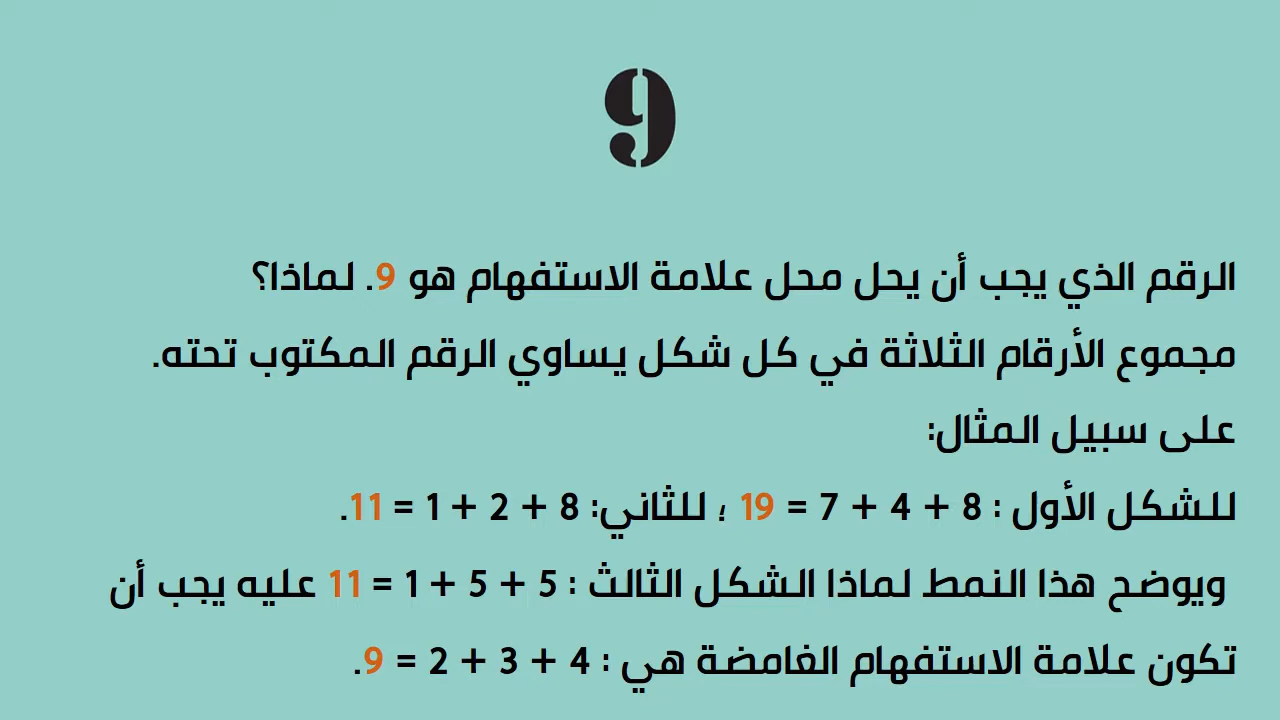 9
الرقم الذي يجب أن يحل محل علامة الاستفهام هو 9. لماذا؟
مجموع الأرقام الثلاثة في كل شكل يساوي الرقم المكتوب تحته.
على سبيل المثال:
للشكل الأول : 8 + 4 + 7 = 19 ؛ للثاني: 8 + 2 + 1 = 11.
ويوضح هذا النمط لماذا الشكل الثالث : 5 + 5 + 1 = 11 عليه يجب أن
تكون علامة الاستفهام الغامضة هي : 4 + 3 + 2 = 9.